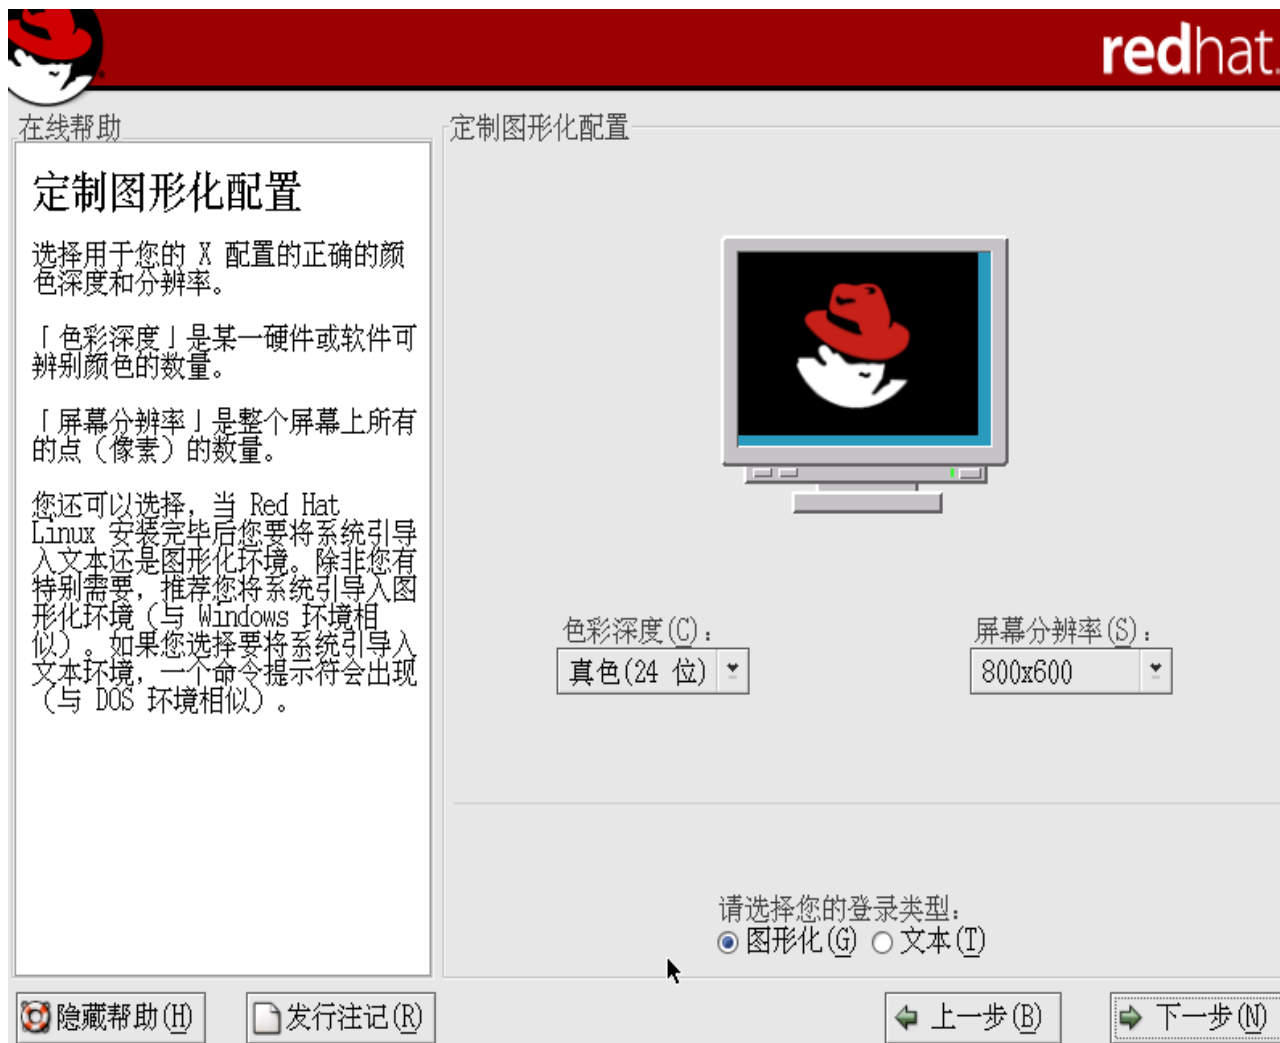 redhat.
在线帮助
定制图形化配置
选择用于您的 X 配置的正确的颜
色深度和分辨率。
「色彩深度」是某一硬件或软件可
辨别颜色的数量。
「屏幕分辨率」是整个屏幕上所有
的点（像素）的数量。
您还可以选择，当 Red Hat
Linux 安装完毕后您要将系统引导
入文本还是图形化环境。除非您有
特别需要，推荐您将系统引导入图
形化环境（与 Windows 环境相
似）。如果您选择要将系统引导入
文本环境，一个命令提示符会出现
（与 DOS 环境相似）。
定制图形化配置
色彩深度(C)：
真色(24 位)
屏幕分辨率(S)：
800x600
请选择您的登录类型：
图形化(G) 文本(T)
隐藏帮助(H)
发行注记(R)
上一步(B)
下一步(N)